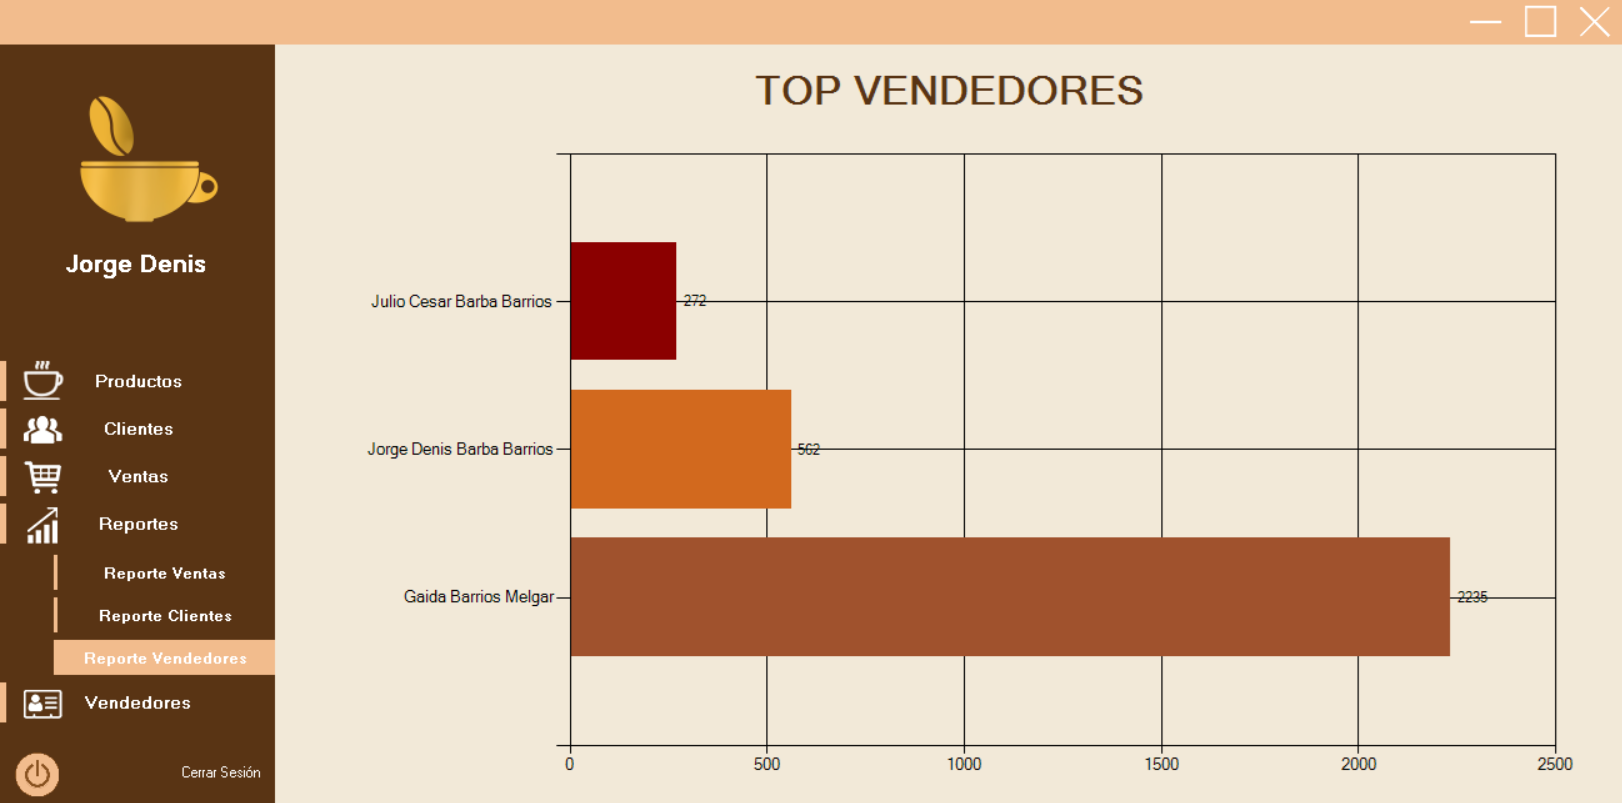 Jorge Denis
Productos
Clientes
Ventas
Reportes
Reporte Ventas
Reporte Clientes
Reporte Vendedores
Vendedores
Cerrar Sesión
TOP VENDEDORES
Julio Cesar Barba Barrios
272
Jorge Denis Barba Barrios
562
Gaida Barrios Melgar
2235
0 500 1000 1500 2000 2500